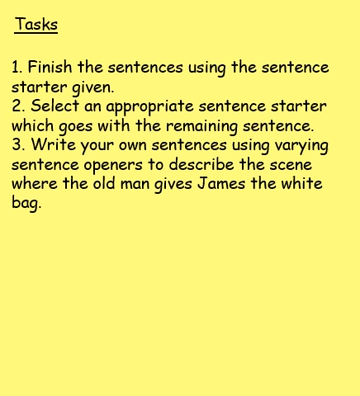 Tasks
1. Finish the sentences using the sentence
starter given.
2. Select an appropriate sentence starter
which goes with the remaining sentence.
3. Write your own sentences using varying
sentence openers to describe the scene
where the old man gives James the white
bag.